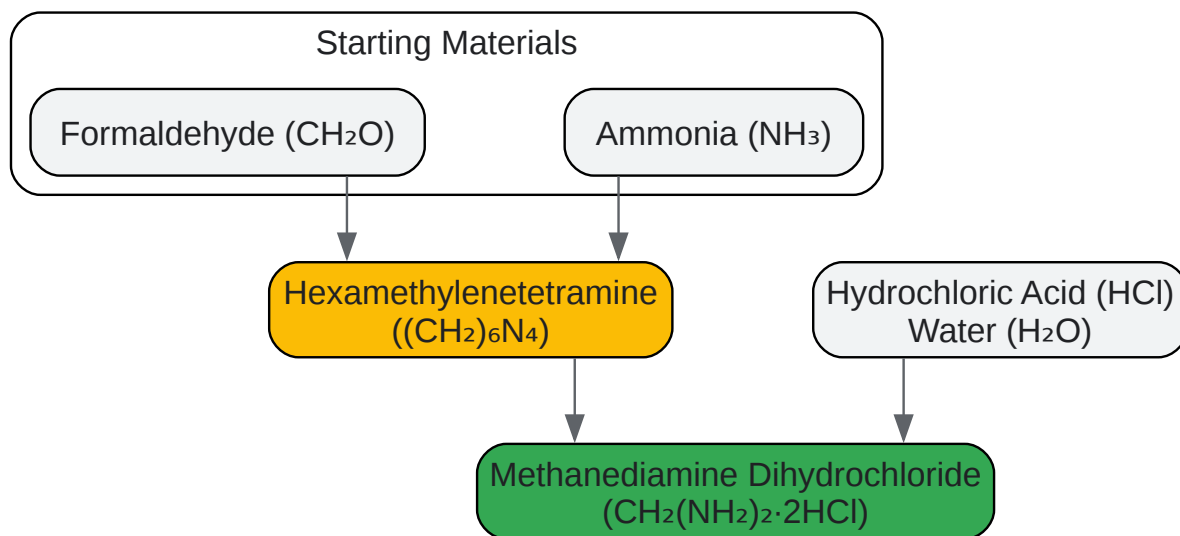 Starting Materials
Formaldehyde (CH₂O)
Ammonia (NH₃)
Hexamethylenetetramine
((CH₂)₆N₄)
Hydrochloric Acid (HCl)
Water (H₂O)
Methanediamine Dihydrochloride
(CH₂(NH₂)₂·2HCl)